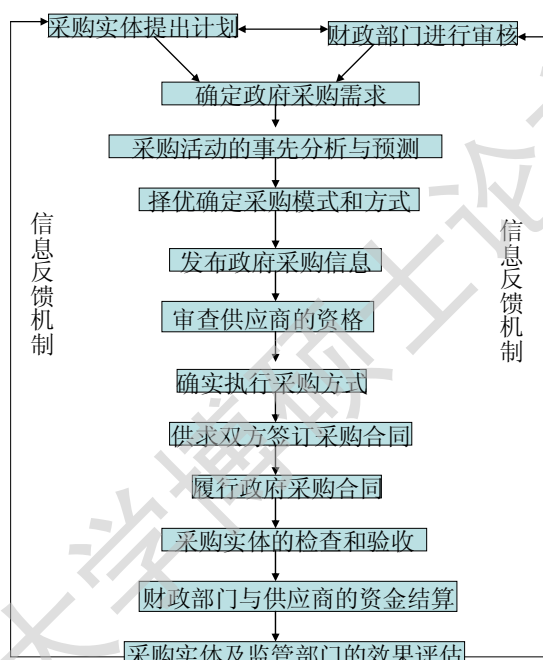 采购实体提出计划
财政部门进行审核
确定政府采购需求
采购活动的事先分析与预测
择优确定采购模式和方式
发布政府采购信息
审查供应商的资格
确实执行采购方式
供求双方签订采购合同
履行政府采购合同
采购实体的检查和验收
财政部门与供应商的资金结算
采购实体及监管部门的效果评估
信息反馈机制
信息反馈机制
大学博硕士论